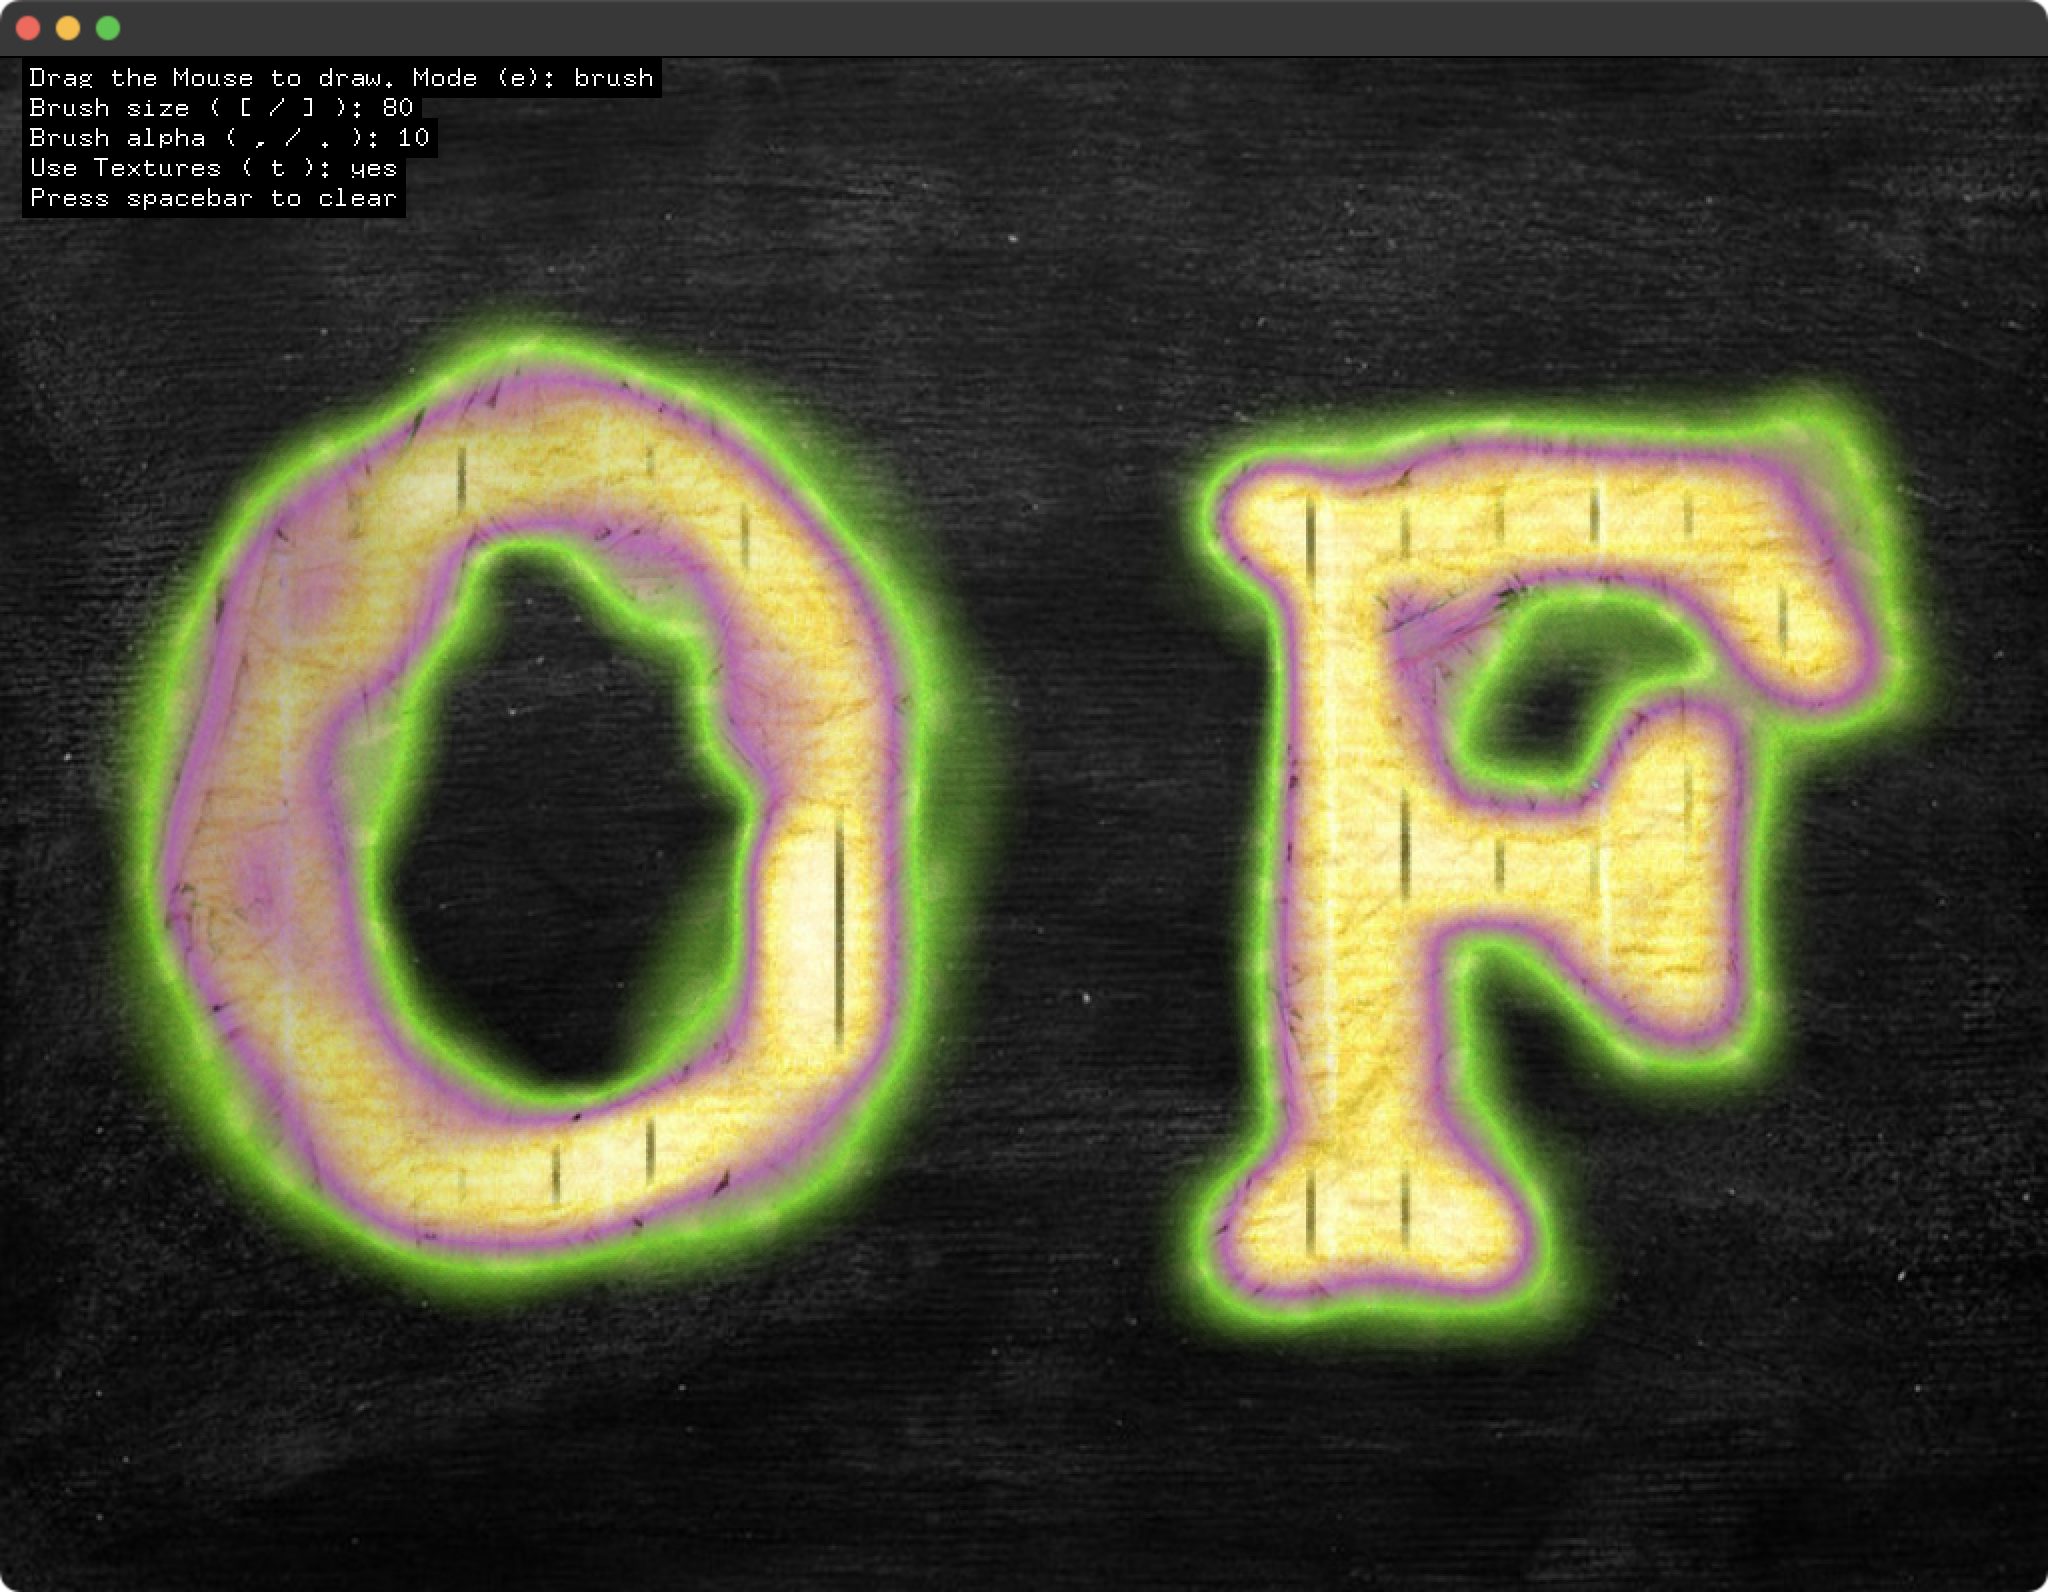 Drag the Mouse to draw. Mode (e): brush
Brush size ( [ / ] ): 80
Brush alpha ( , / . ): 10
Use Textures ( t ): yes
Press spacebar to clear
OF